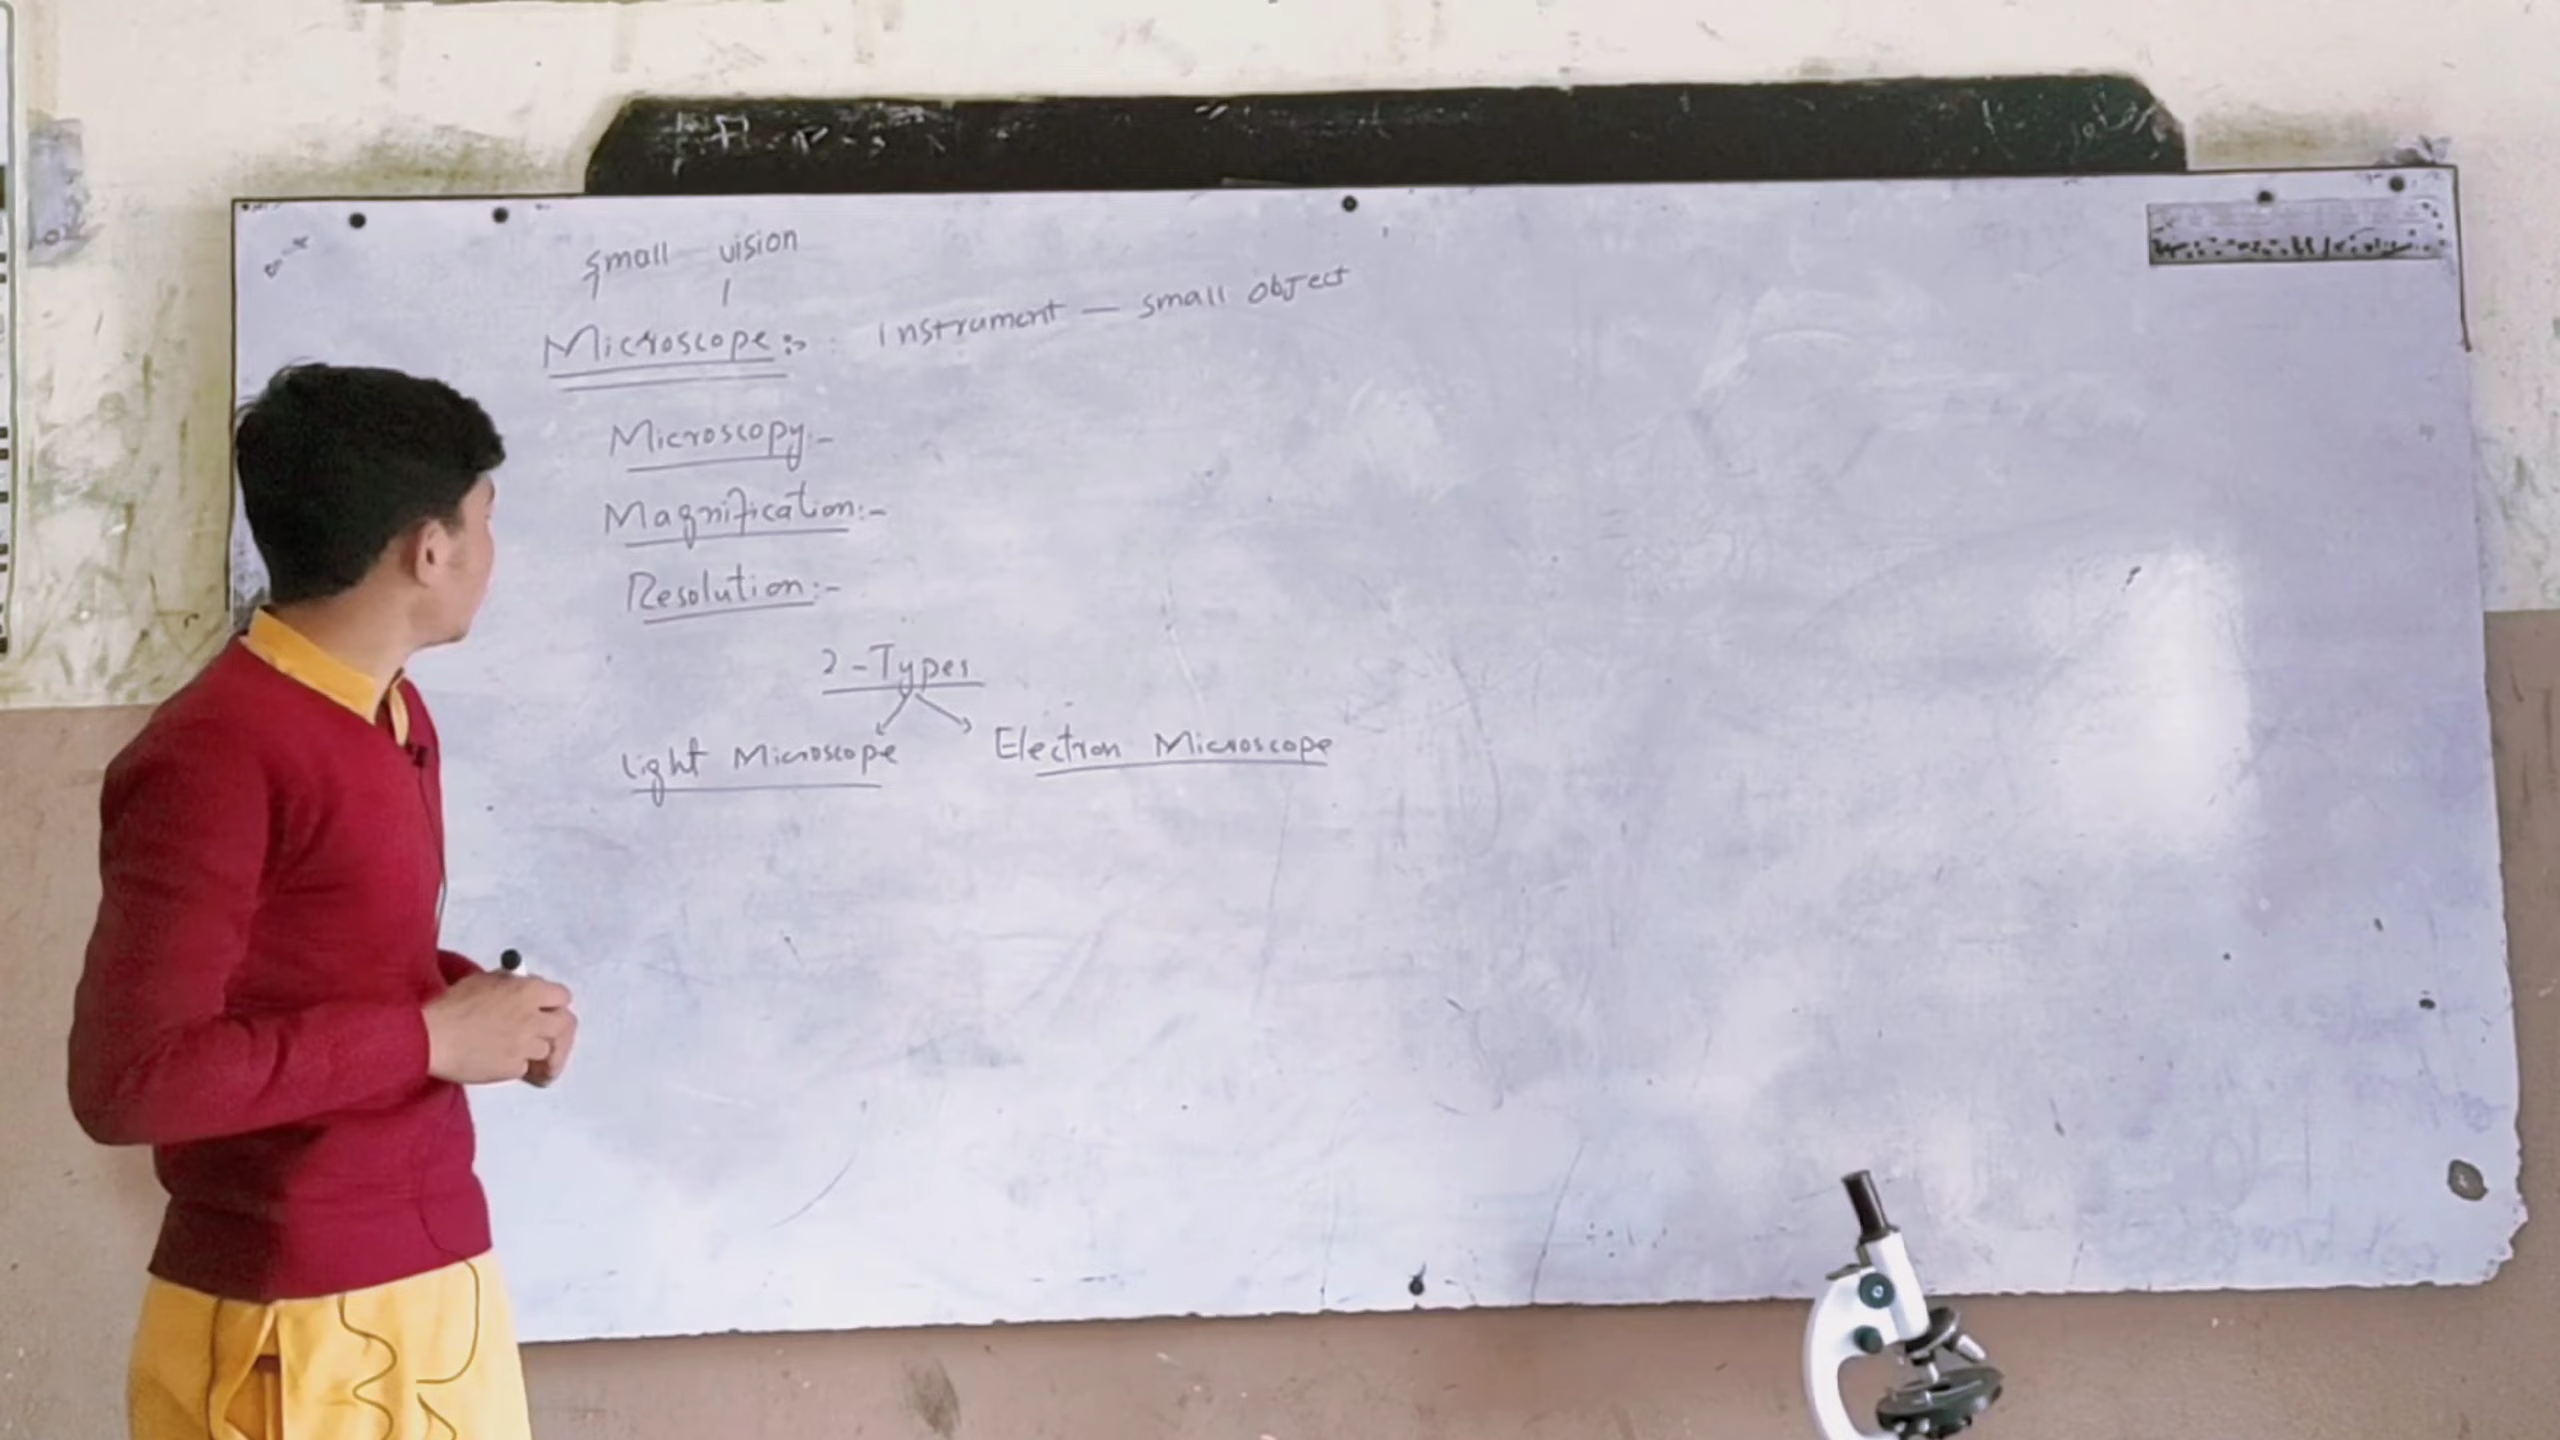 small vision
Microscope:- Instrument — small object
Microscopy:-
Magnification:-
Resolution:-
2-Types
light Microscope Electron Microscope